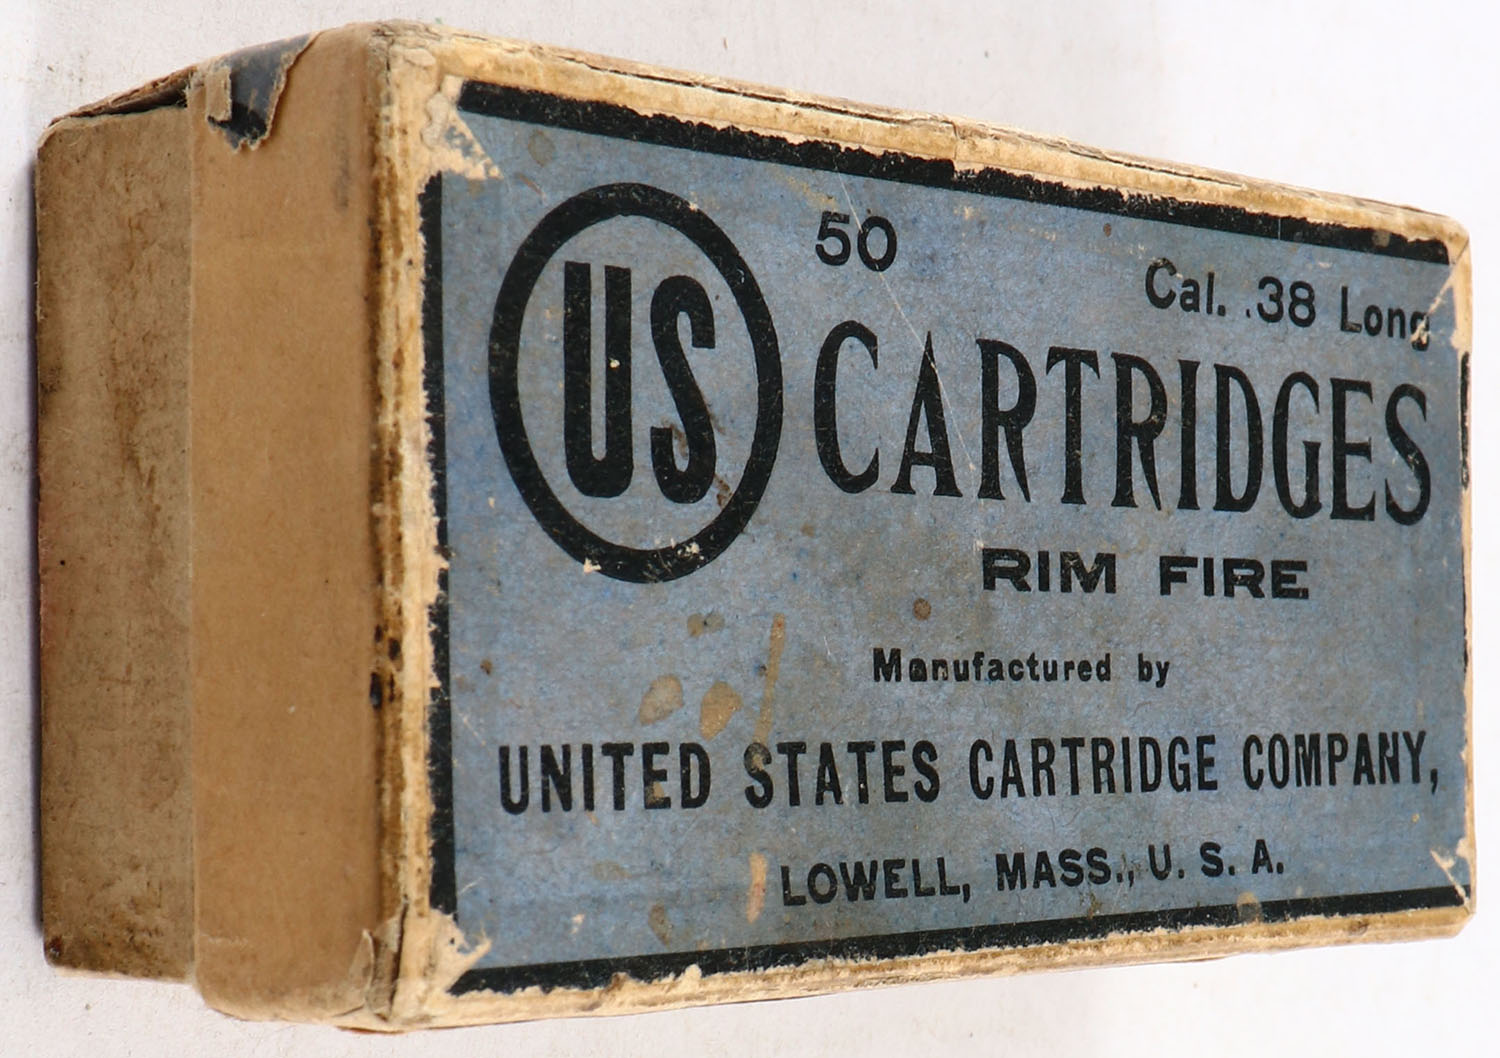 US
50
Cal. .38 Long
CARTRIDGES
RIM FIRE
Manufactured by
UNITED STATES CARTRIDGE COMPANY,
LOWELL, MASS., U. S. A.